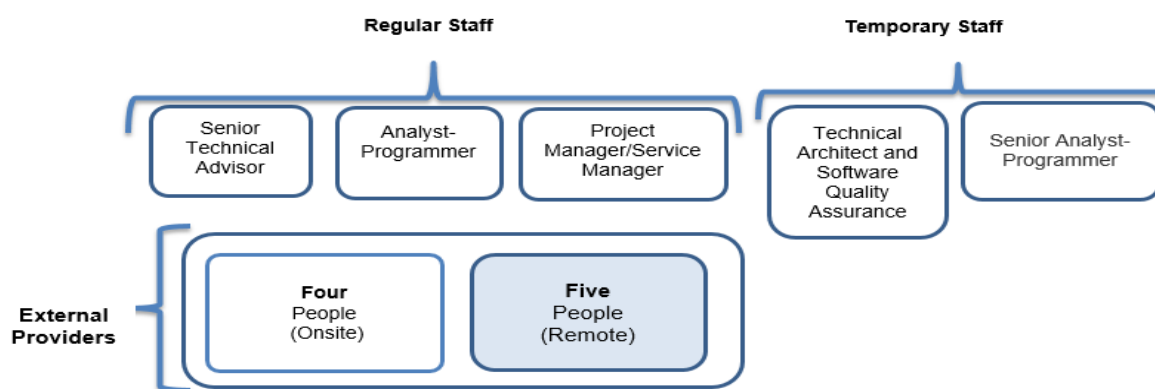 Regular Staff
Temporary Staff
Senior
Technical
Advisor
Analyst-
Programmer
Project
Manager/Service
Manager
Technical
Architect and
Software
Quality
Assurance
Senior Analyst-
Programmer
External
Providers
Four
People
(Onsite)
Five
People
(Remote)